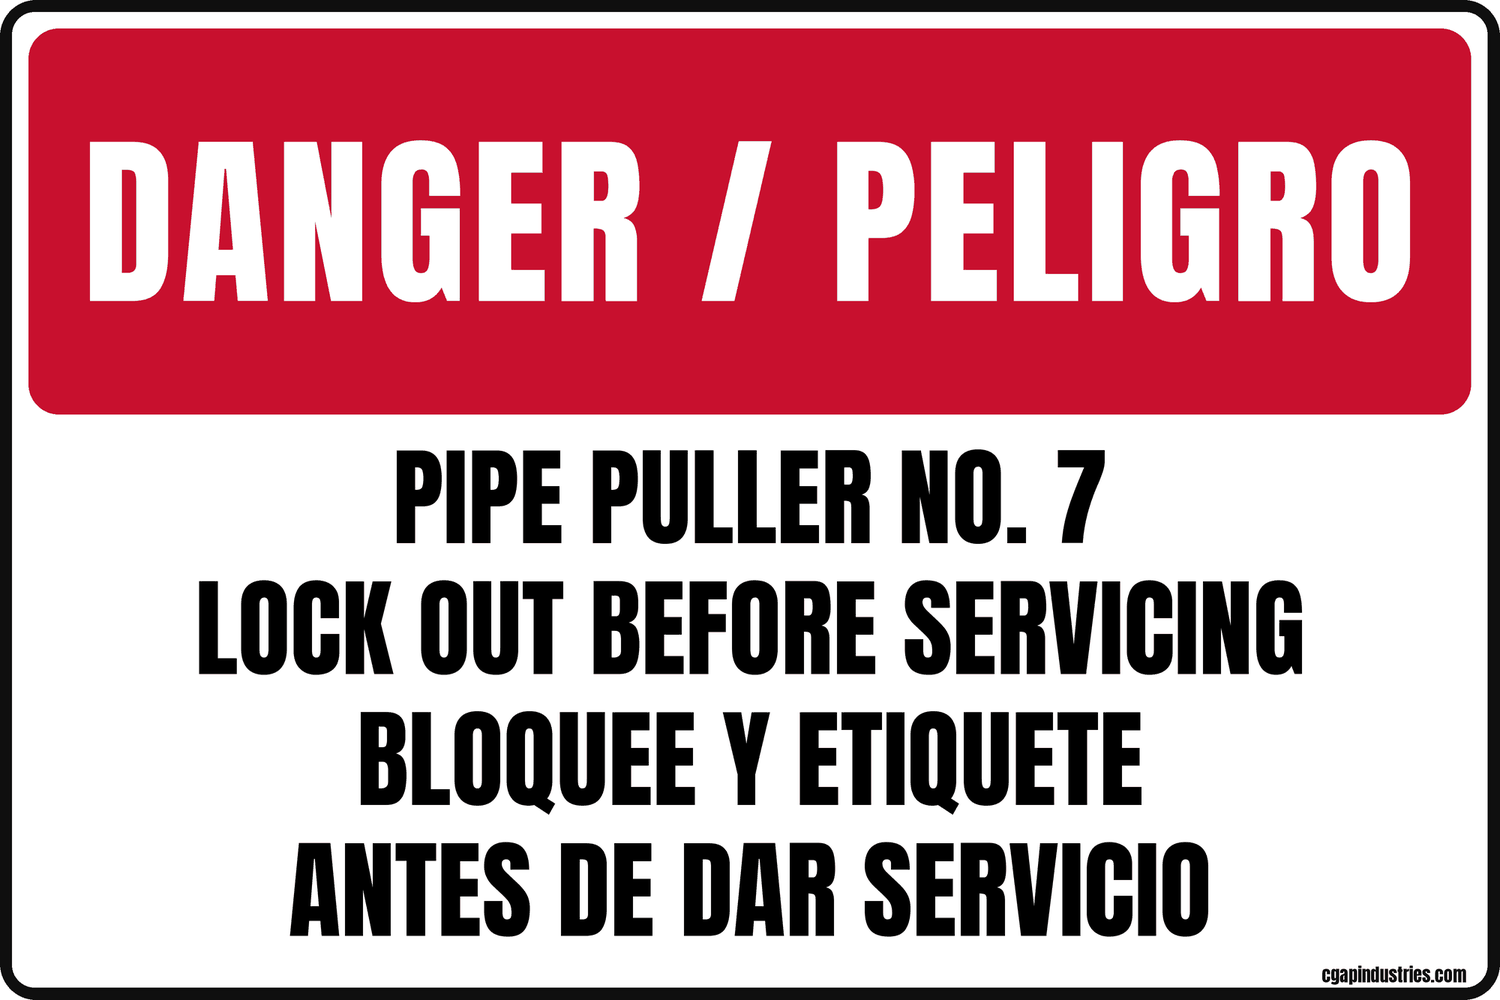 DANGER / PELIGRO
PIPE PULLER NO. 7
LOCK OUT BEFORE SERVICING
BLOQUEE Y ETIQUETE
ANTES DE DAR SERVICIO
cgapindustries.com